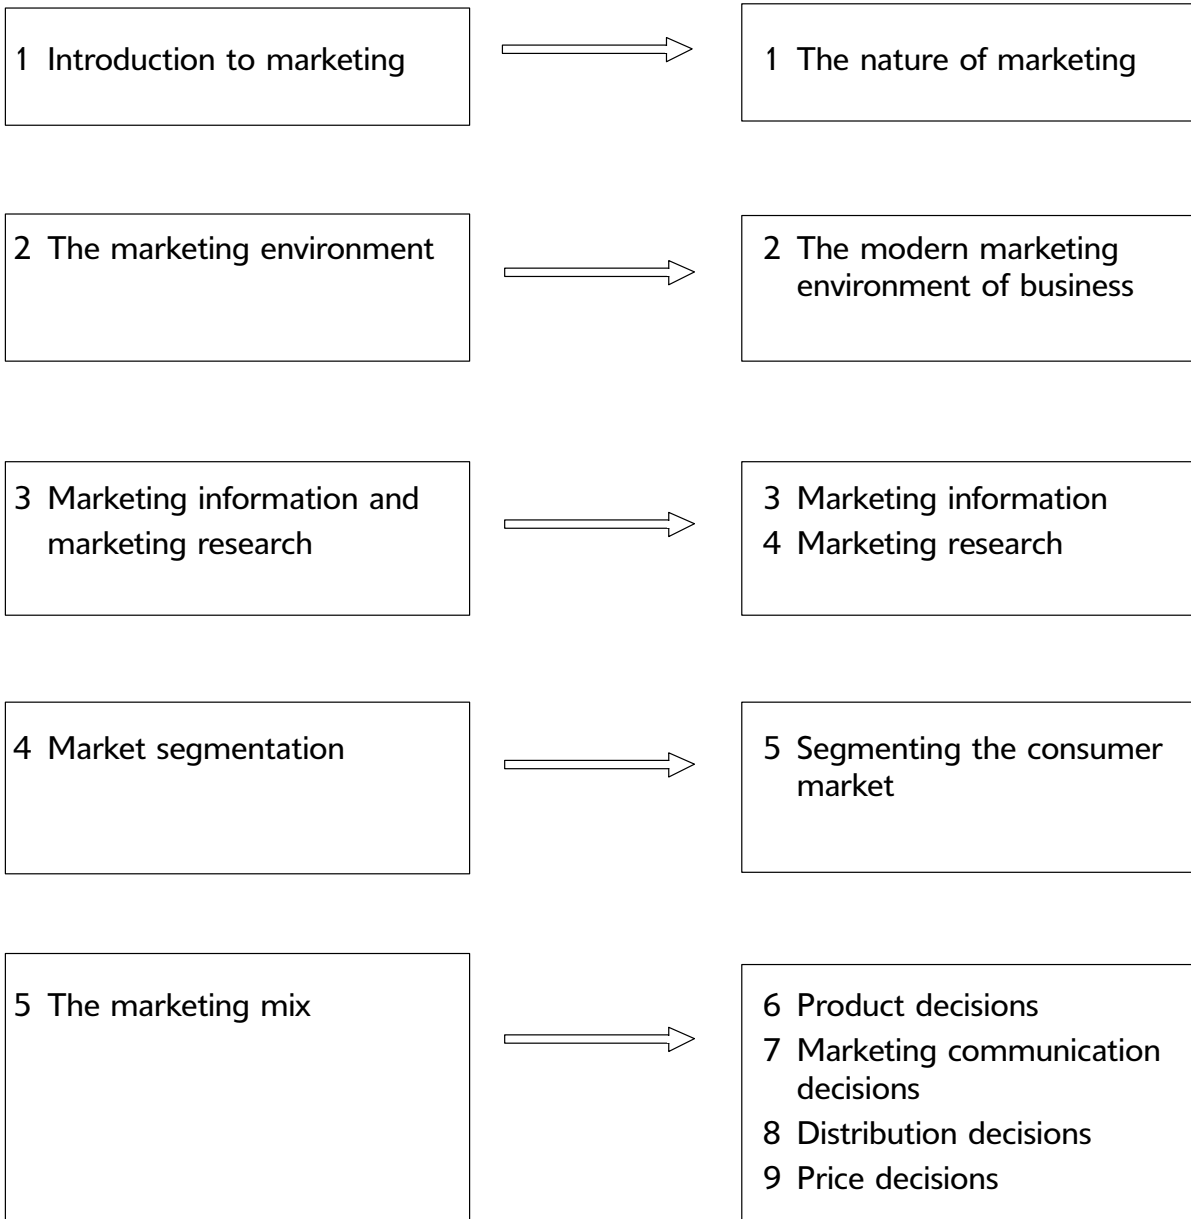 1 Introduction to marketing
1 The nature of marketing
2 The marketing environment
2 The modern marketing
environment of business
3 Marketing information and
marketing research
3 Marketing information
4 Marketing research
4 Market segmentation
5 Segmenting the consumer
market
5 The marketing mix
6 Product decisions
7 Marketing communication
decisions
8 Distribution decisions
9 Price decisions